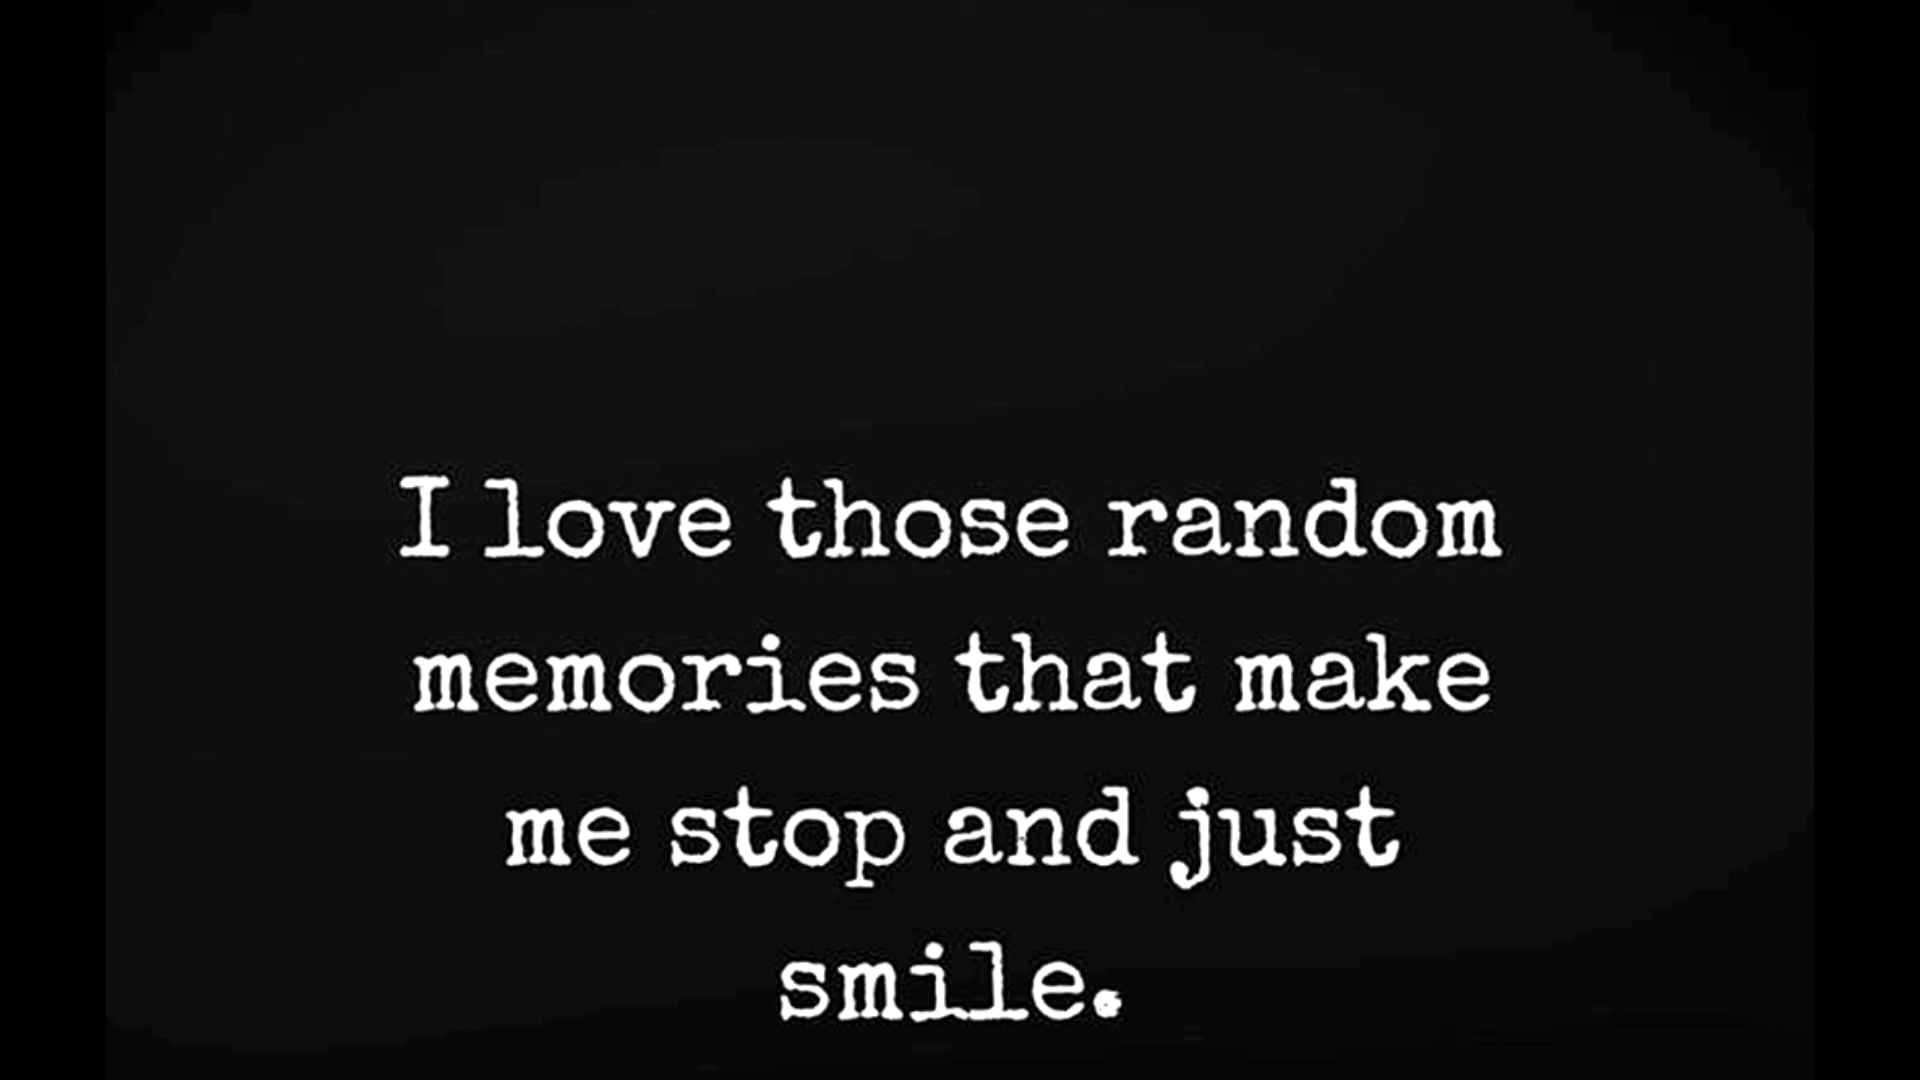 I love those random
memories that make
me stop and just
smile.